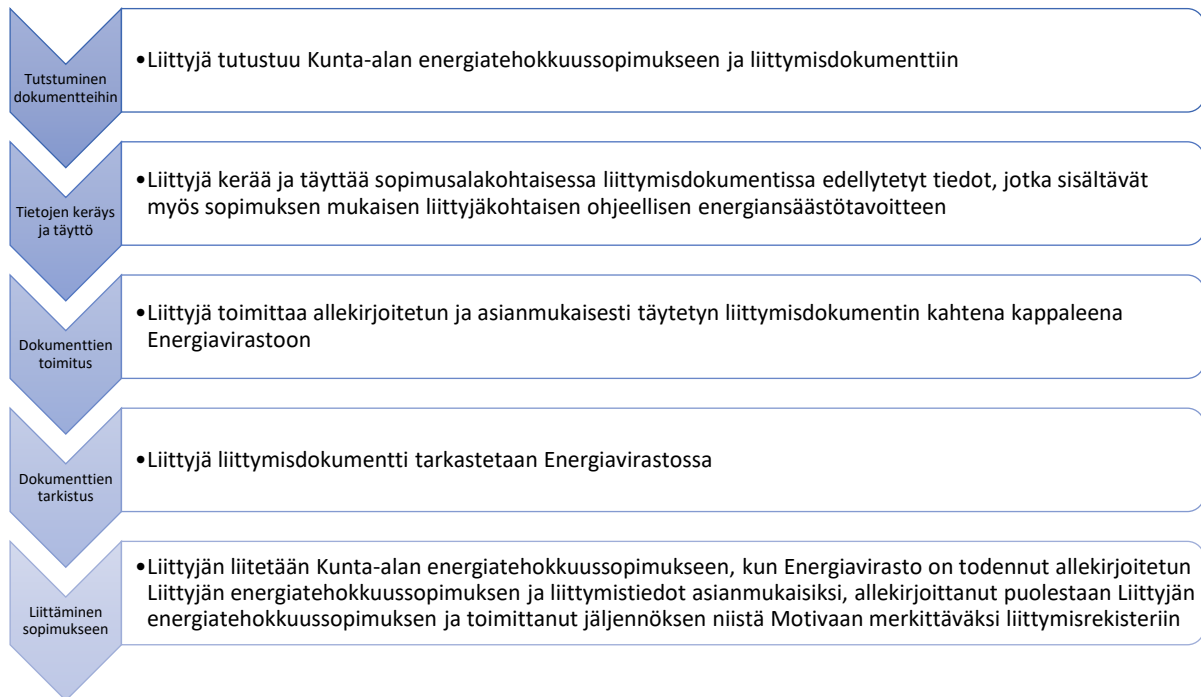 Tutstuminen
dokumentteihin
•Liittyjä tutustuu Kunta-alan energiatehokkuussopimukseen ja liittymisdokumenttiin
Tietojen keräys
ja täyttö
•Liittyjä kerää ja täyttää sopimusalakohtaisessa liittymisdokumentissa edellytetyt tiedot, jotka sisältävät
myös sopimuksen mukaisen liittyjäkohtaisen ohjeellisen energiansäästötavoitteen
Dokumenttien
toimitus
•Liittyjä toimittaa allekirjoitetun ja asianmukaisesti täytetyn liittymisdokumentin kahtena kappaleena
Energiavirastoon
Dokumenttien
tarkistus
•Liittyjä liittymisdokumentti tarkastetaan Energiavirastossa
Liittäminen
sopimukseen
•Liittyjän liitetään Kunta-alan energiatehokkuussopimukseen, kun Energiavirasto on todennut allekirjoitetun
Liittyjän energiatehokkuussopimuksen ja liittymistiedot asianmukaisiksi, allekirjoittanut puolestaan Liittyjän
energiatehokkuussopimuksen ja toimittanut jäljennöksen niistä Motivaan merkittäväksi liittymisrekisteriin